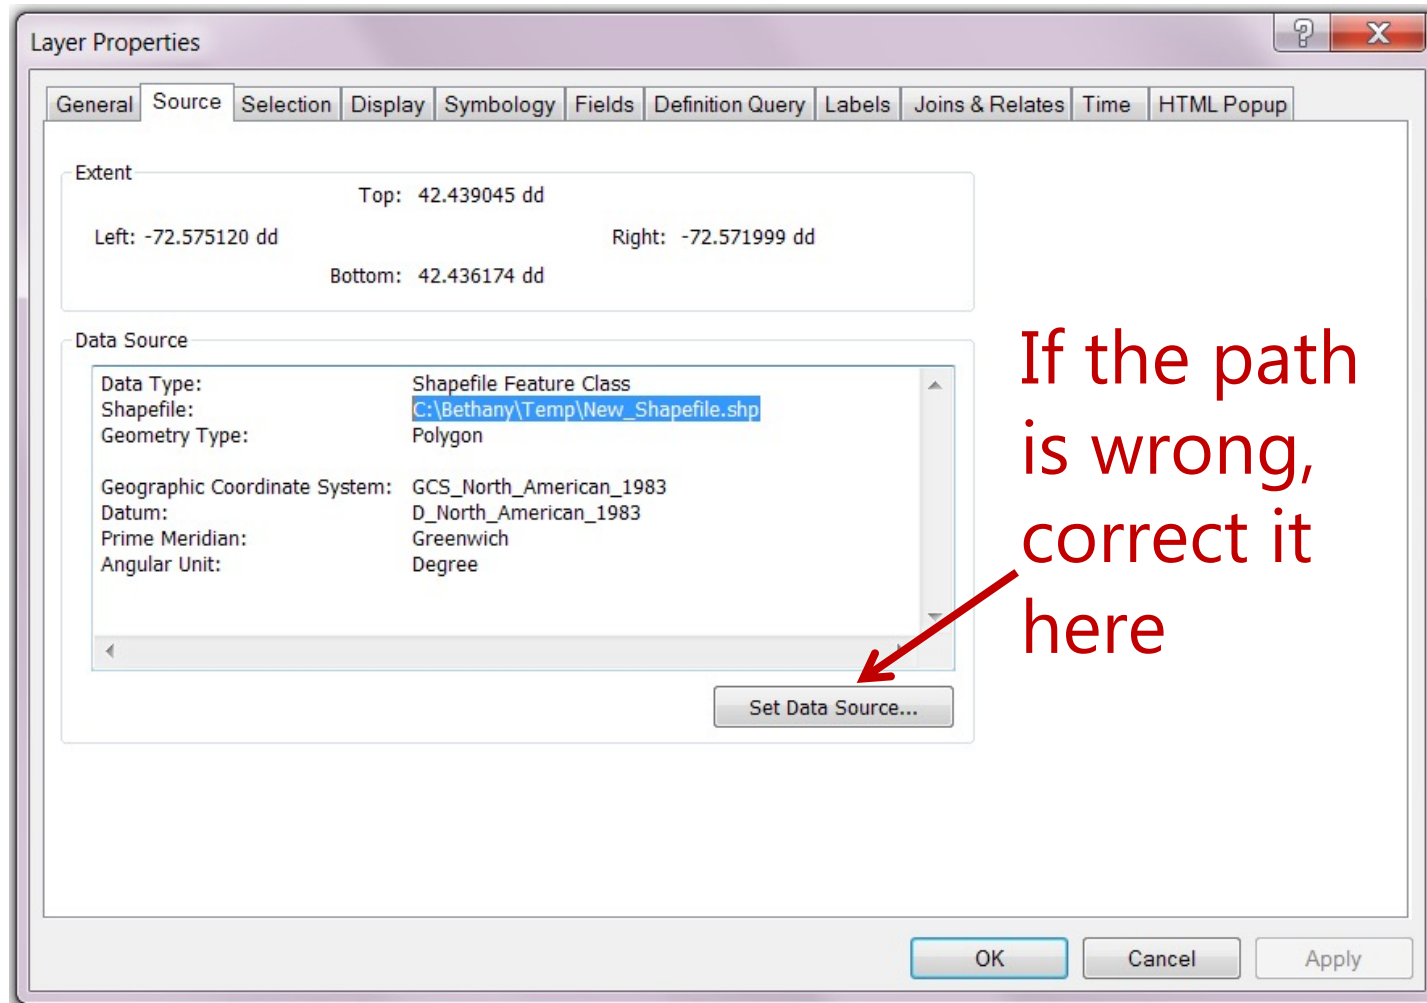 Layer Properties
General Source Selection Display Symbology Fields Definition Query Labels Joins & Relates Time HTML Popup
Extent
Top: 42.439045 dd
Left: -72.575120 dd Right: -72.571999 dd
Bottom: 42.436174 dd
Data Source
Data Type: Shapefile Feature Class
Shapefile: C:\Bethany\Temp\New_Shapefile.shp
Geometry Type: Polygon
Geographic Coordinate System: GCS_North_American_1983
Datum: D_North_American_1983
Prime Meridian: Greenwich
Angular Unit: Degree
Set Data Source...
If the path
is wrong,
correct it
here
OK Cancel Apply